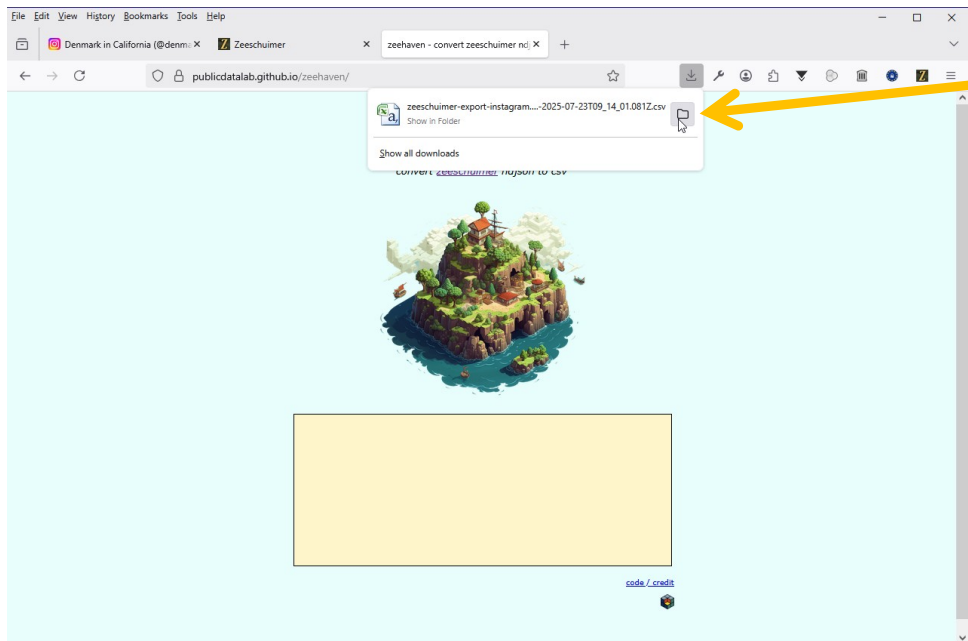 File Edit View History Bookmarks Tools Help
Denmark in California (@denm
Zeeschuimer
zeehaven - convert zeeschuimer nd
publicdatalab.github.io/zeehaven/
zeeschuimer-export-instagram....-2025-07-23T09_14_01.081Z.csv
Show in Folder
Show all downloads
convert zeeschuimer ndjson to csv
code / credit